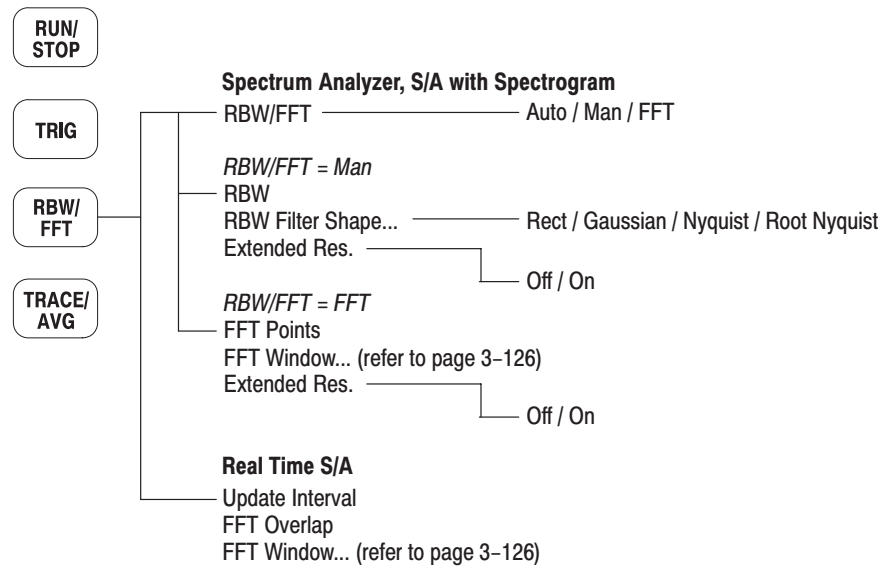 RUN/
STOP
TRIG
RBW/
FFT
TRACE/
AVG
Spectrum Analyzer, S/A with Spectrogram
RBW/FFT Auto / Man / FFT
RBW/FFT = Man
RBW
RBW Filter Shape... Rect / Gaussian / Nyquist / Root Nyquist
Extended Res.
Off / On
RBW/FFT = FFT
FFT Points
FFT Window... (refer to page 3–126)
Extended Res.
Off / On
Real Time S/A
Update Interval
FFT Overlap
FFT Window... (refer to page 3–126)